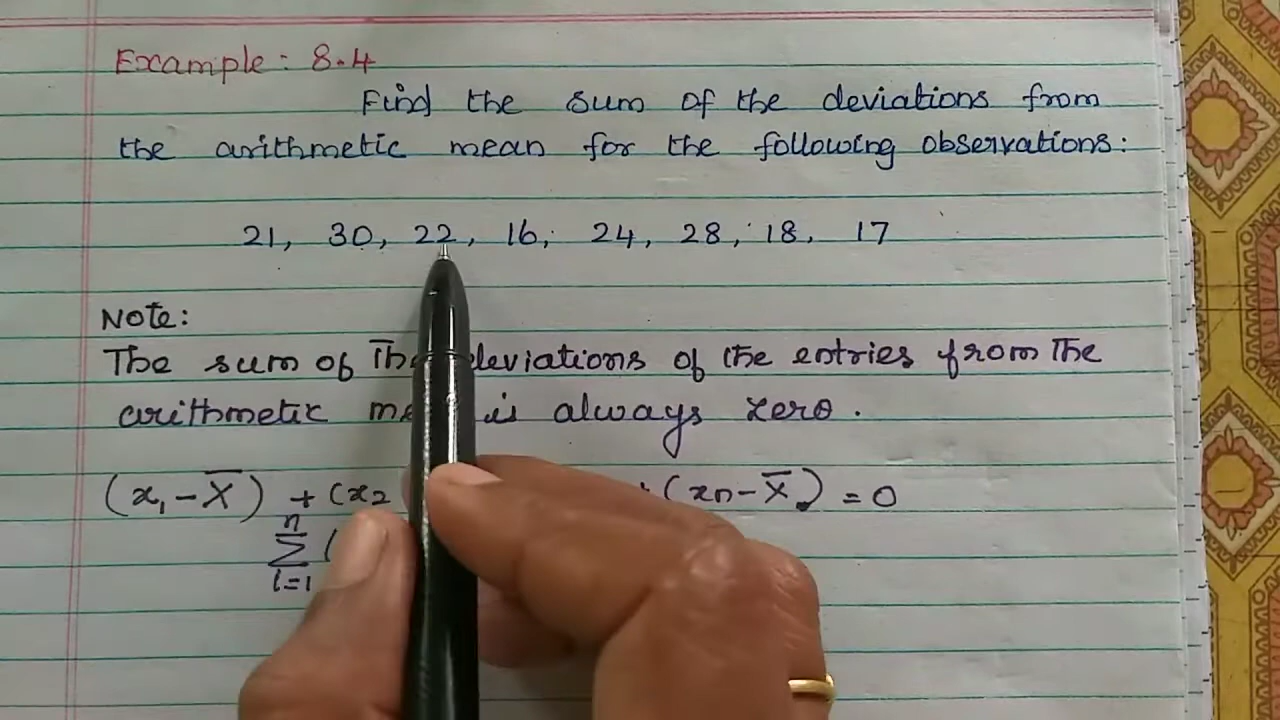 Example: 8.4
Find the sum of the deviations from
the arithmetic mean for the following observations:
21, 30, 22, 16, 24, 28, 18, 17
Note:
The sum of The deviations of the entries from The
arithmetic is always zero.
(x₁ - X̅) + (x₂ (xn - X̅) = 0
n
Σ (
i=1